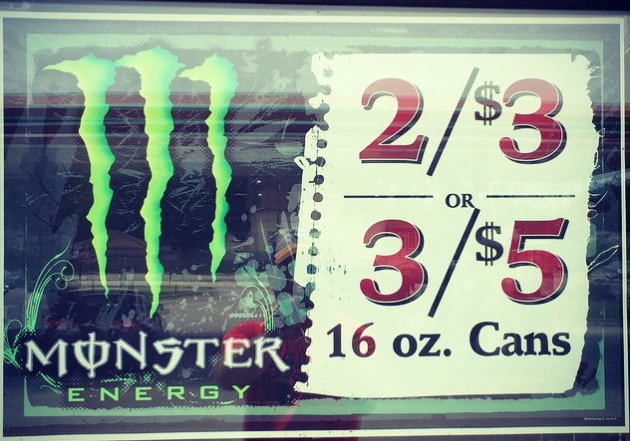 MONSTER
ENERGY
2/$3
OR
3/$5
16 oz. Cans